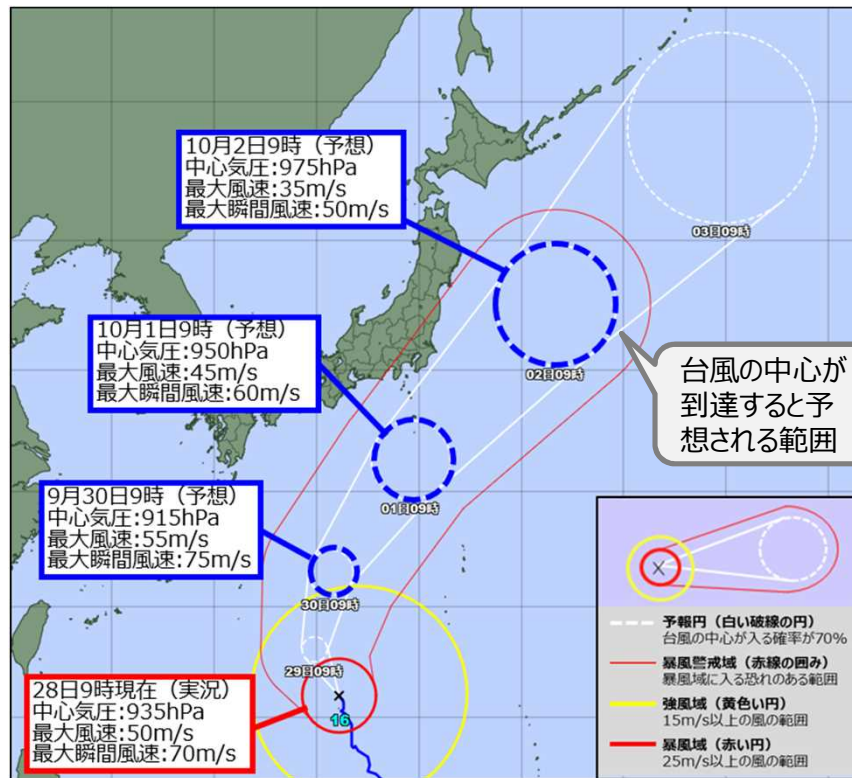 10月2日9時（予想）
中心気圧:975hPa
最大風速:35m/s
最大瞬間風速:50m/s
03日09時
10月1日9時（予想）
中心気圧:950hPa
最大風速:45m/s
最大瞬間風速:60m/s
02日09時
台風の中心が
到達すると予
想される範囲
9月30日9時（予想）
中心気圧:915hPa
最大風速:55m/s
最大瞬間風速:75m/s
01日09時
30日09時
29日09時
28日9時現在（実況）
中心気圧:935hPa
最大風速:50m/s
最大瞬間風速:70m/s
16
予報円（白い破線の円）
台風の中心が入る確率が70%
暴風警戒域（赤線の囲み）
暴風域に入る恐れのある範囲
強風域（黄色い円）
15m/s以上の風の範囲
暴風域（赤い円）
25m/s以上の風の範囲